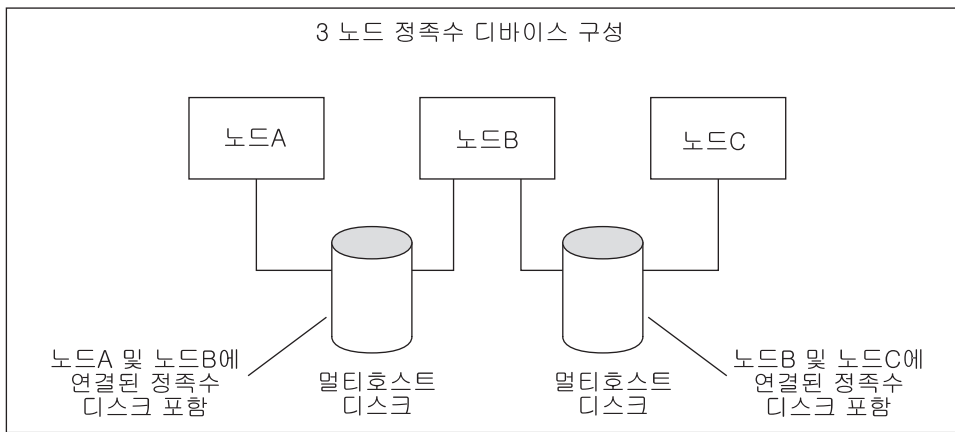 3 노드 정족수 디바이스 구성
노드A
노드B
노드C
노드A 및 노드B에
연결된 정족수
디스크 포함
멀티호스트
디스크
멀티호스트
디스크
노드B 및 노드C에
연결된 정족수
디스크 포함